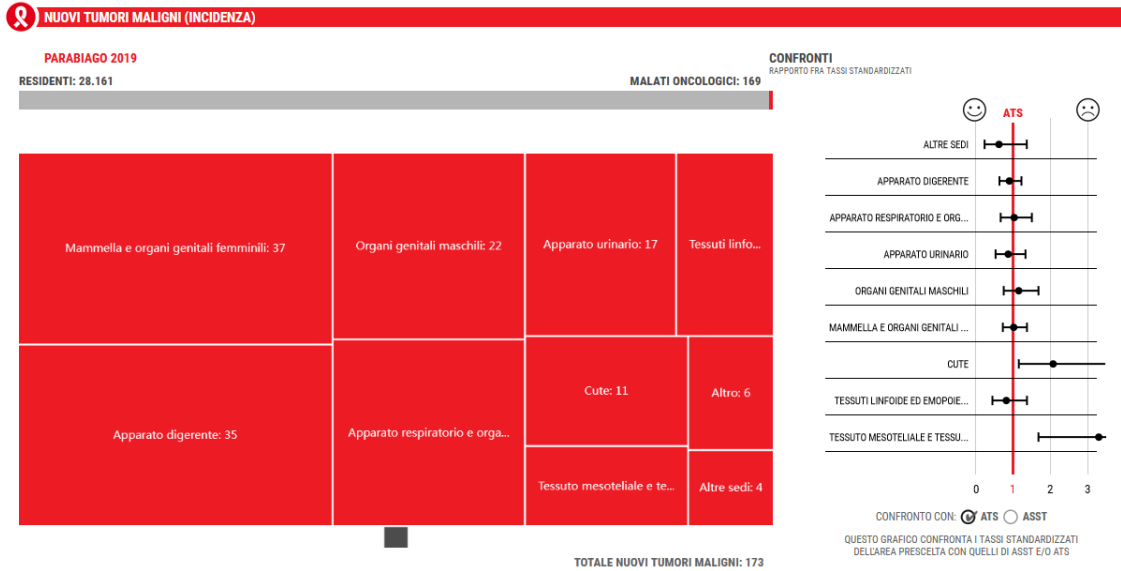 NUOVI TUMORI MALIGNI (INCIDENZA)
PARABIAGO 2019
RESIDENTI: 28.161
MALATI ONCOLOGICI: 169
Mammella e organi genitali femminili: 37
Organi genitali maschili: 22
Apparato urinario: 17
Tessuti linfo...
Apparato digerente: 35
Apparato respiratorio e orga...
Cute: 11
Altro: 6
Tessuto mesoteliale e te...
Altre sedi: 4
TOTALE NUOVI TUMORI MALIGNI: 173
CONFRONTI
RAPPORTO FRA TASSI STANDARDIZZATI
ATS
ALTRE SEDI
APPARATO DIGERENTE
APPARATO RESPIRATORIO E ORG...
APPARATO URINARIO
ORGANI GENITALI MASCHILI
MAMMELLA E ORGANI GENITALI ...
CUTE
TESSUTI LINFOIDE ED EMOPOIE...
TESSUTO MESOTELIALE E TESSU...
0 1 2 3
CONFRONTO CON: ATS ASST
QUESTO GRAFICO CONFRONTA I TASSI STANDARDIZZATI
DELL'AREA PRESCELTA CON QUELLI DI ASST E/O ATS